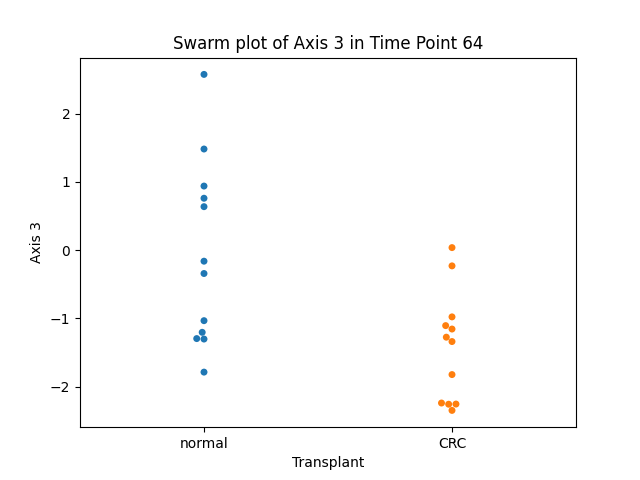 Swarm plot of Axis 3 in Time Point 64
2
1
0
−1
−2
Axis 3
normal
CRC
Transplant